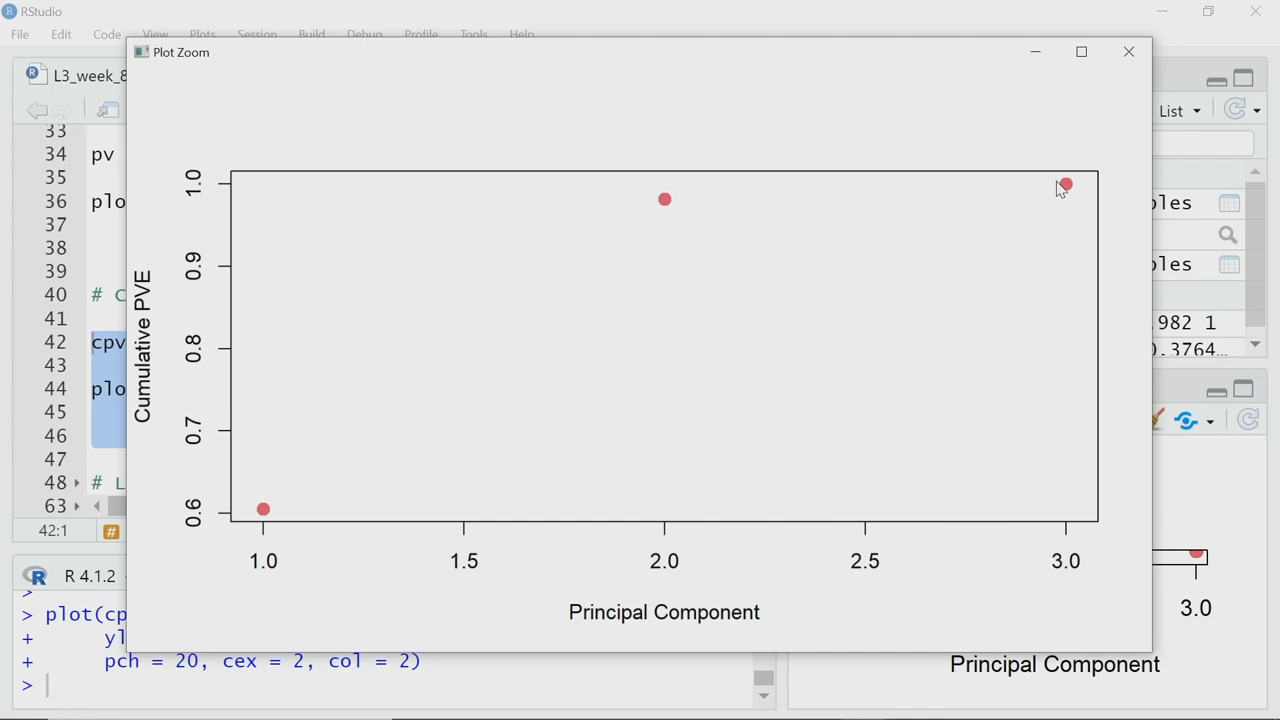 RStudio
File Edit Code View Plots Session Build Debug Profile Tools Help
Plot Zoom
L3_week_8
List
33
34 pv
35
36 plo
37
38
39
40 # C
41
42 cpv
43
44 plo
45
46
47
48 # L
63
42:1
bles
bles
.982 1
0.3764…
Cumulative PVE
1.0
0.9
0.8
0.7
0.6
1.0 1.5 2.0 2.5 3.0
Principal Component
R 4.1.2
>
> plot(cp
+ yl
+ pch = 20, cex = 2, col = 2)
>
3.0
Principal Component